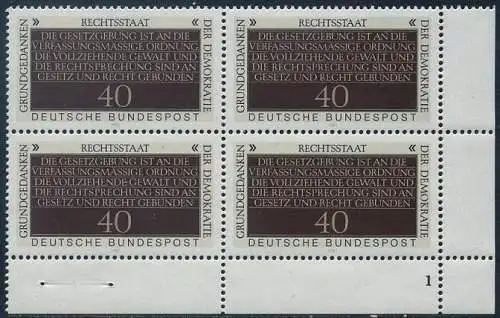 » RECHTSSTAAT «
GRUNDGEDANKEN
DIE GESETZGEBUNG IST AN DIE
VERFASSUNGSMÄSSIGE ORDNUNG
DIE VOLLZIEHENDE GEWALT UND
DIE RECHTSPRECHUNG SIND AN
GESETZ UND RECHT GEBUNDEN
40
DER DEMOKRATIE
DEUTSCHE BUNDESPOST
» RECHTSSTAAT «
GRUNDGEDANKEN
DIE GESETZGEBUNG IST AN DIE
VERFASSUNGSMÄSSIGE ORDNUNG
DIE VOLLZIEHENDE GEWALT UND
DIE RECHTSPRECHUNG SIND AN
GESETZ UND RECHT GEBUNDEN
40
DER DEMOKRATIE
DEUTSCHE BUNDESPOST
» RECHTSSTAAT «
GRUNDGEDANKEN
DIE GESETZGEBUNG IST AN DIE
VERFASSUNGSMÄSSIGE ORDNUNG
DIE VOLLZIEHENDE GEWALT UND
DIE RECHTSPRECHUNG SIND AN
GESETZ UND RECHT GEBUNDEN
40
DER DEMOKRATIE
DEUTSCHE BUNDESPOST
» RECHTSSTAAT «
GRUNDGEDANKEN
DIE GESETZGEBUNG IST AN DIE
VERFASSUNGSMÄSSIGE ORDNUNG
DIE VOLLZIEHENDE GEWALT UND
DIE RECHTSPRECHUNG SIND AN
GESETZ UND RECHT GEBUNDEN
40
DER DEMOKRATIE
DEUTSCHE BUNDESPOST
1